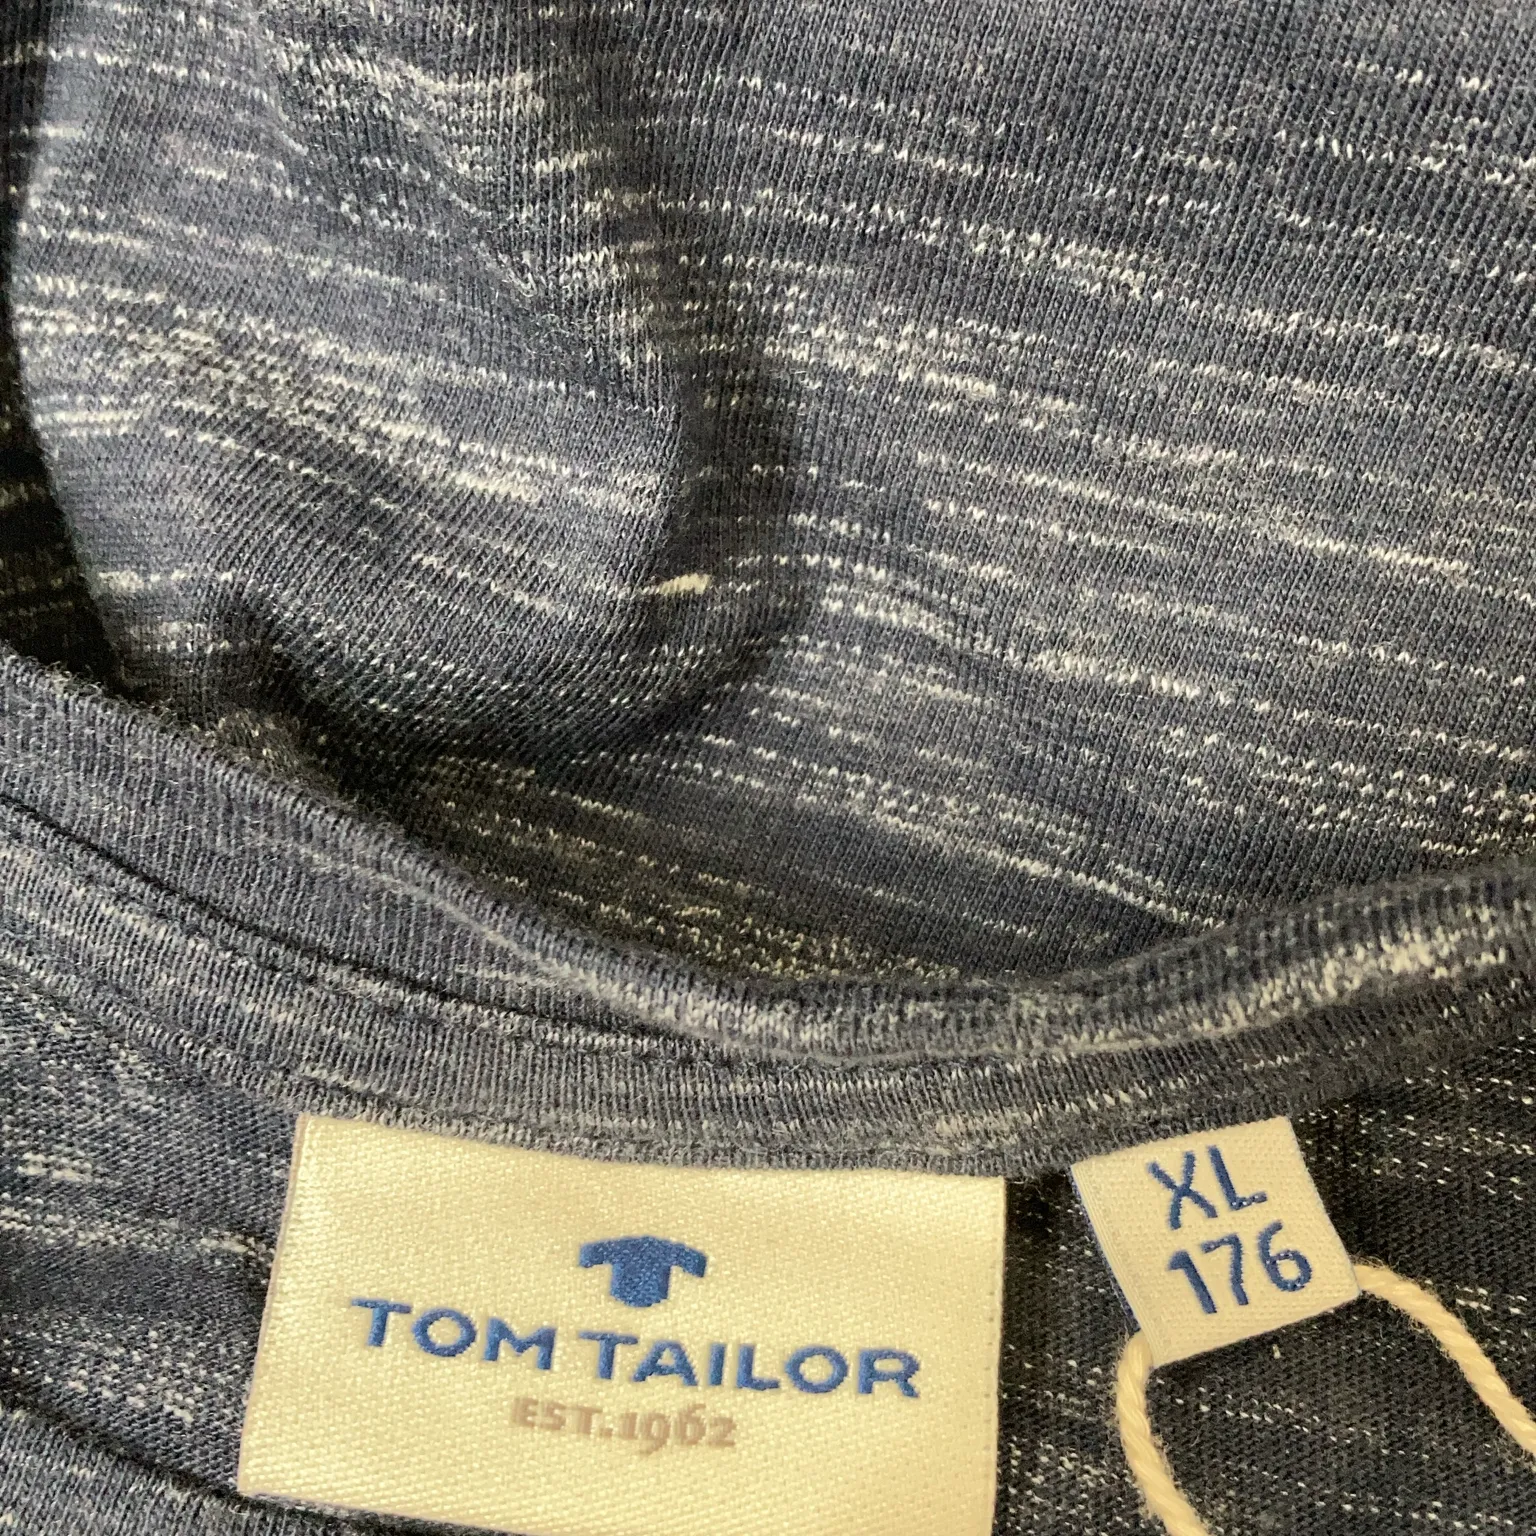 TOM TAILOR
EST.1962
XL
176